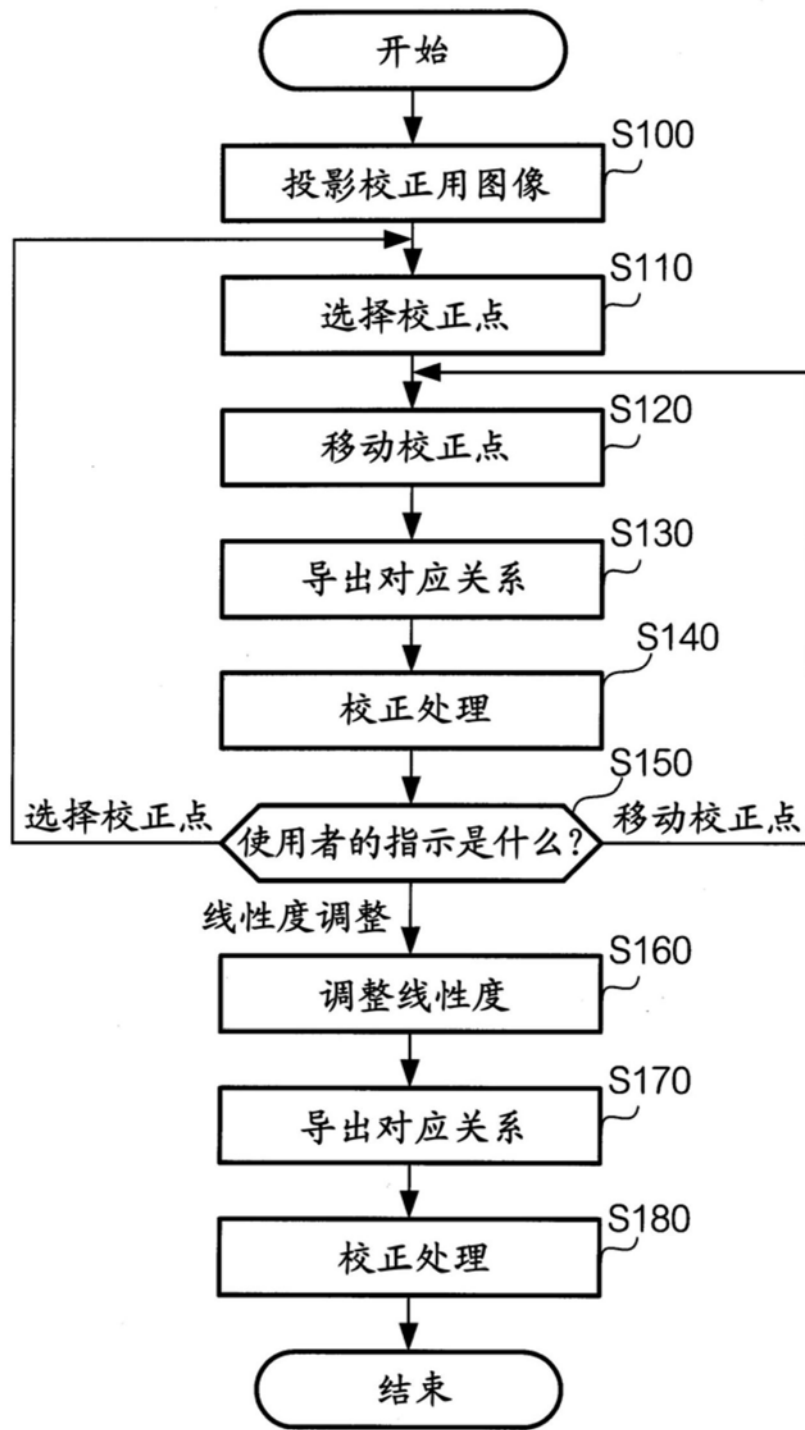 开始
S100
投影校正用图像
S110
选择校正点
S120
移动校正点
S130
导出对应关系
S140
校正处理
S150
选择校正点
使用者的指示是什么?
移动校正点
线性度调整
S160
调整线性度
S170
导出对应关系
S180
校正处理
结束